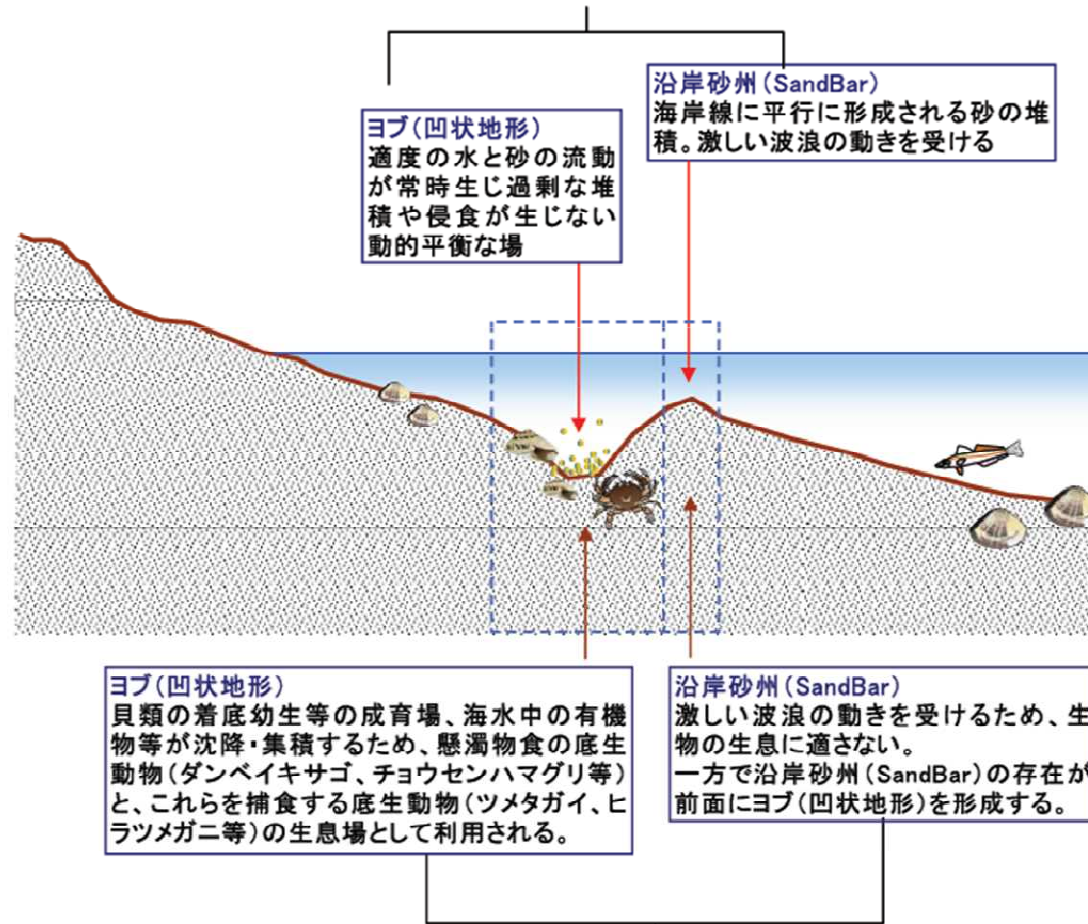 沿岸砂州(SandBar)
海岸線に平行に形成される砂の堆
積。激しい波浪の動きを受ける
ヨブ(凹状地形)
適度の水と砂の流動
が常時生じ過剰な堆
積や侵食が生じない
動的平衡な場
ヨブ(凹状地形)
貝類の着底幼生等の成育場、海水中の有機
物等が沈降・集積するため、懸濁物食の底生
動物(ダンベイキサゴ、チョウセンハマグリ等)
と、これらを捕食する底生動物(ツメタガイ、ヒ
ラツメガニ等)の生息場として利用される。
沿岸砂州(SandBar)
激しい波浪の動きを受けるため、生
物の生息に適さない。
一方で沿岸砂州(SandBar)の存在が
前面にヨブ(凹状地形)を形成する。